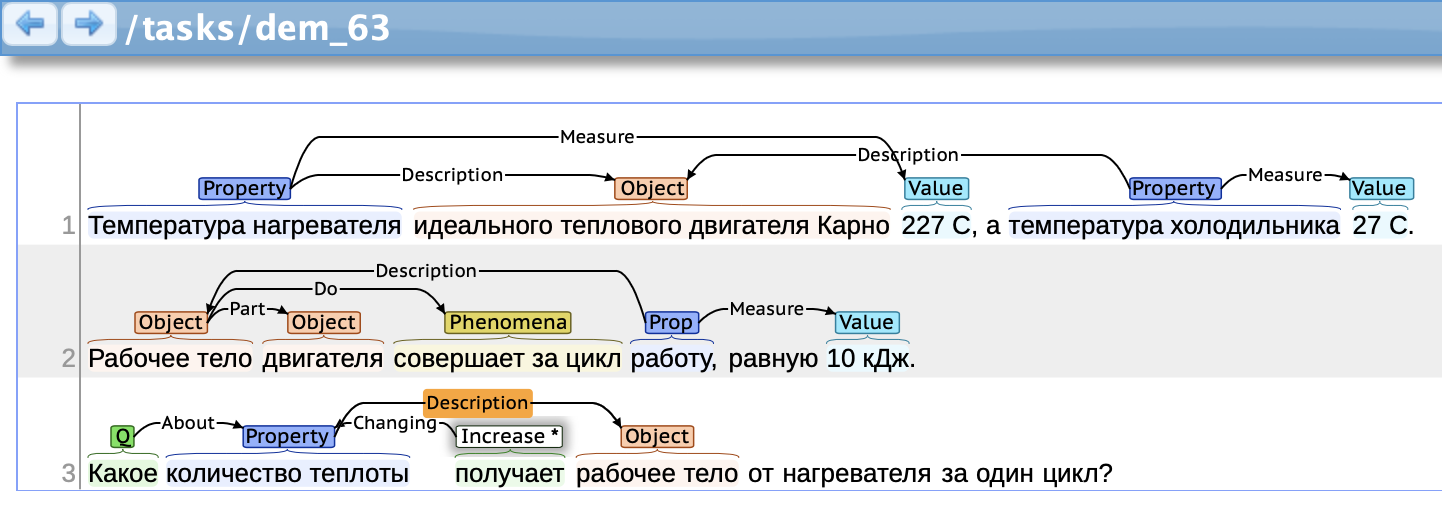 /tasks/dem_63
Measure
Description Description
Property Object Value Property Measure Value
1 Температура нагревателя идеального теплового двигателя Карно 227 C, а температура холодильника 27 C.
Description
Do
Part Measure
Object Object Phenomena Prop Value
2 Рабочее тело двигателя совершает за цикл работу, равную 10 кДж.
Description
About Changing
Q Property Increase * Object
3 Какое количество теплоты получает рабочее тело от нагревателя за один цикл?